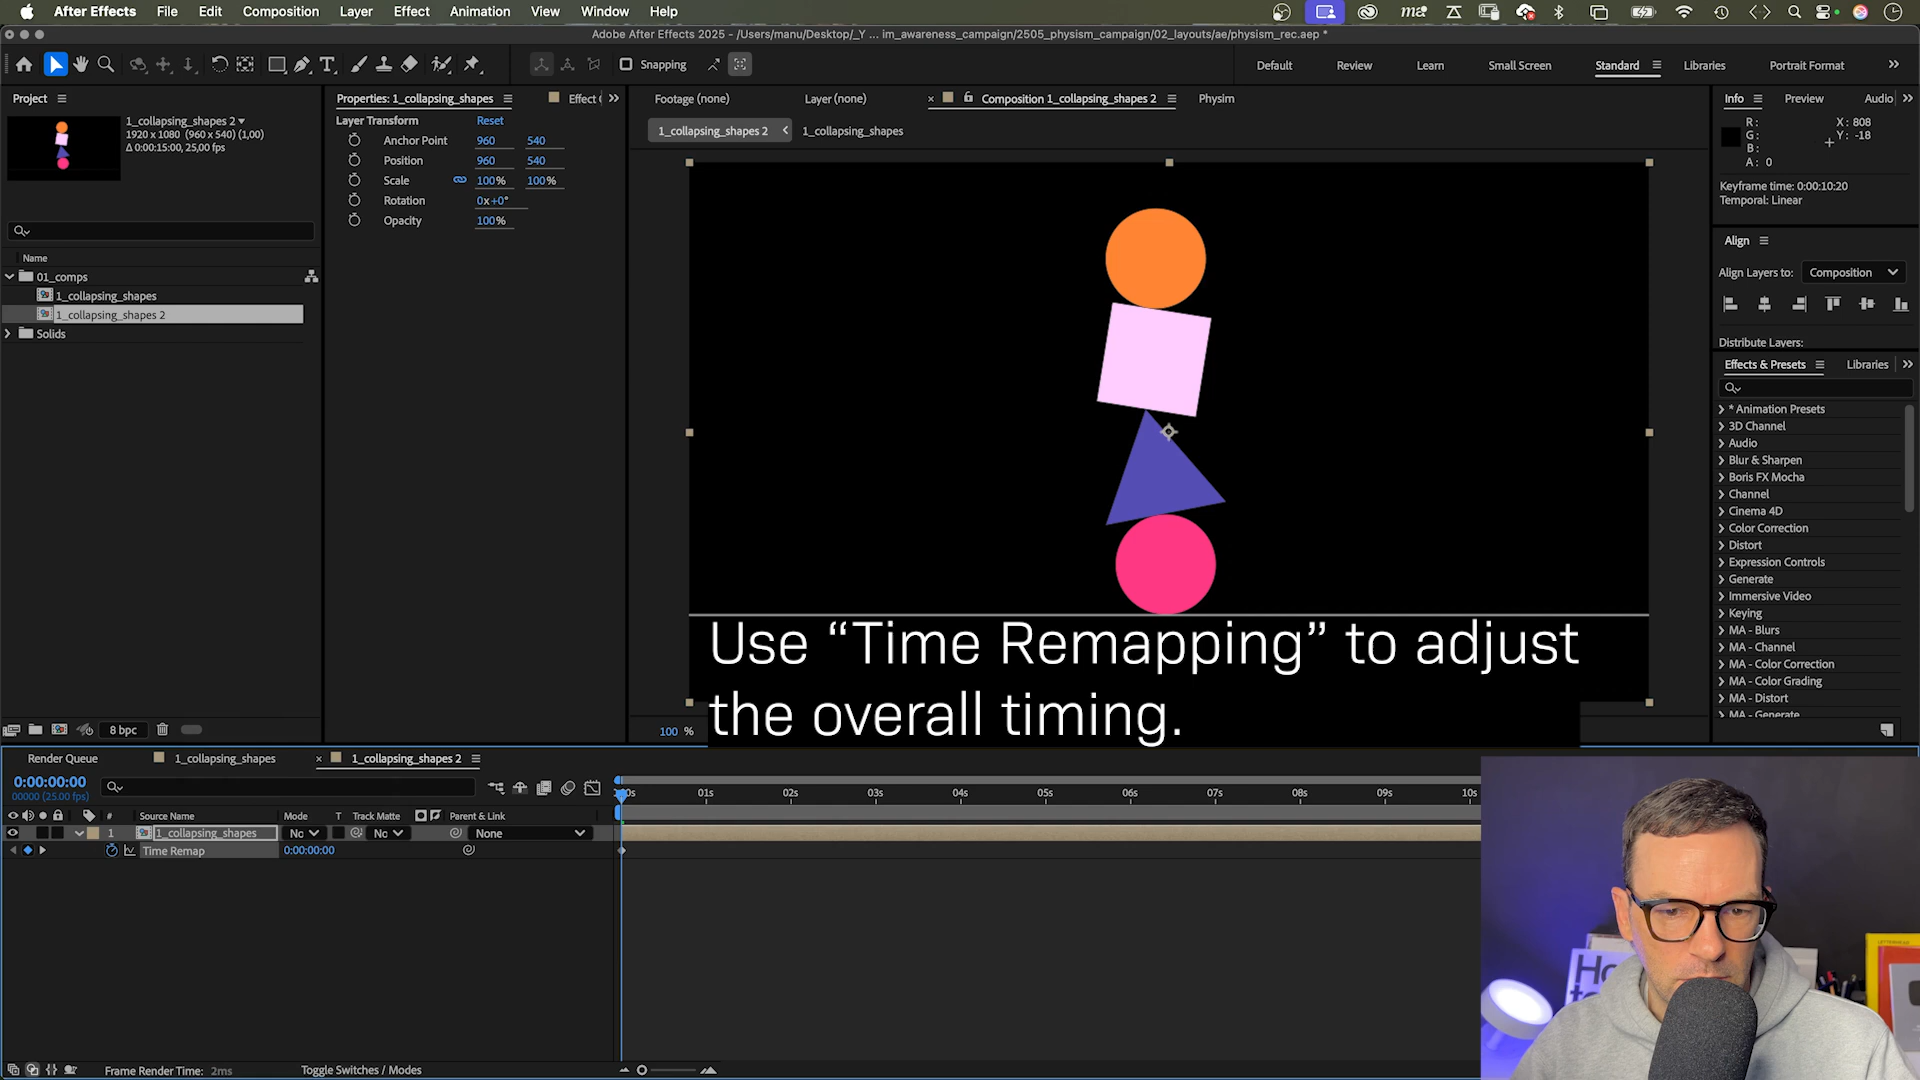 After Effects File Edit Composition Layer Effect Animation View Window Help
Adobe After Effects 2025 - /Users/manu/Desktop/_Y ... im_awareness_campaign/2505_physism_campaign/02_layouts/ae/physism_rec.aep *
Snapping Default Review Learn Small Screen Standard Libraries Portrait Format
Project
1_collapsing_shapes 2
1920 x 1080 (960 x 540) (1,00)
Δ 0:00:15:00, 25,00 fps
Name
01_comps
1_collapsing_shapes
1_collapsing_shapes 2
Solids
8 bpc
Properties: 1_collapsing_shapes
Effect
Layer Transform Reset
Anchor Point 960 540
Position 960 540
Scale 100% 100%
Rotation 0x+0°
Opacity 100%
Footage (none) Layer (none) Composition 1_collapsing_shapes 2 Physim
1_collapsing_shapes 2 1_collapsing_shapes
Use “Time Remapping” to adjust
the overall timing.
100 %
Info Preview Audio
R: X: 808
G: Y: -18
B:
A: 0
Keyframe time: 0:00:10:20
Temporal: Linear
Align
Align Layers to: Composition
Distribute Layers:
Effects & Presets Libraries
* Animation Presets
3D Channel
Audio
Blur & Sharpen
Boris FX Mocha
Channel
Cinema 4D
Color Correction
Distort
Expression Controls
Generate
Immersive Video
Keying
MA - Blurs
MA - Channel
MA - Color Correction
MA - Color Grading
MA - Distort
MA - Generate
Render Queue 1_collapsing_shapes 1_collapsing_shapes 2
0:00:00:00
00000 (25.00 fps)
:00s 01s 02s 03s 04s 05s 06s 07s 08s 09s 10s
# Source Name Mode T Track Matte Parent & Link
1 1_collapsing_shapes Nc Nc None
Time Remap 0:00:00:00
Frame Render Time: 2ms Toggle Switches / Modes